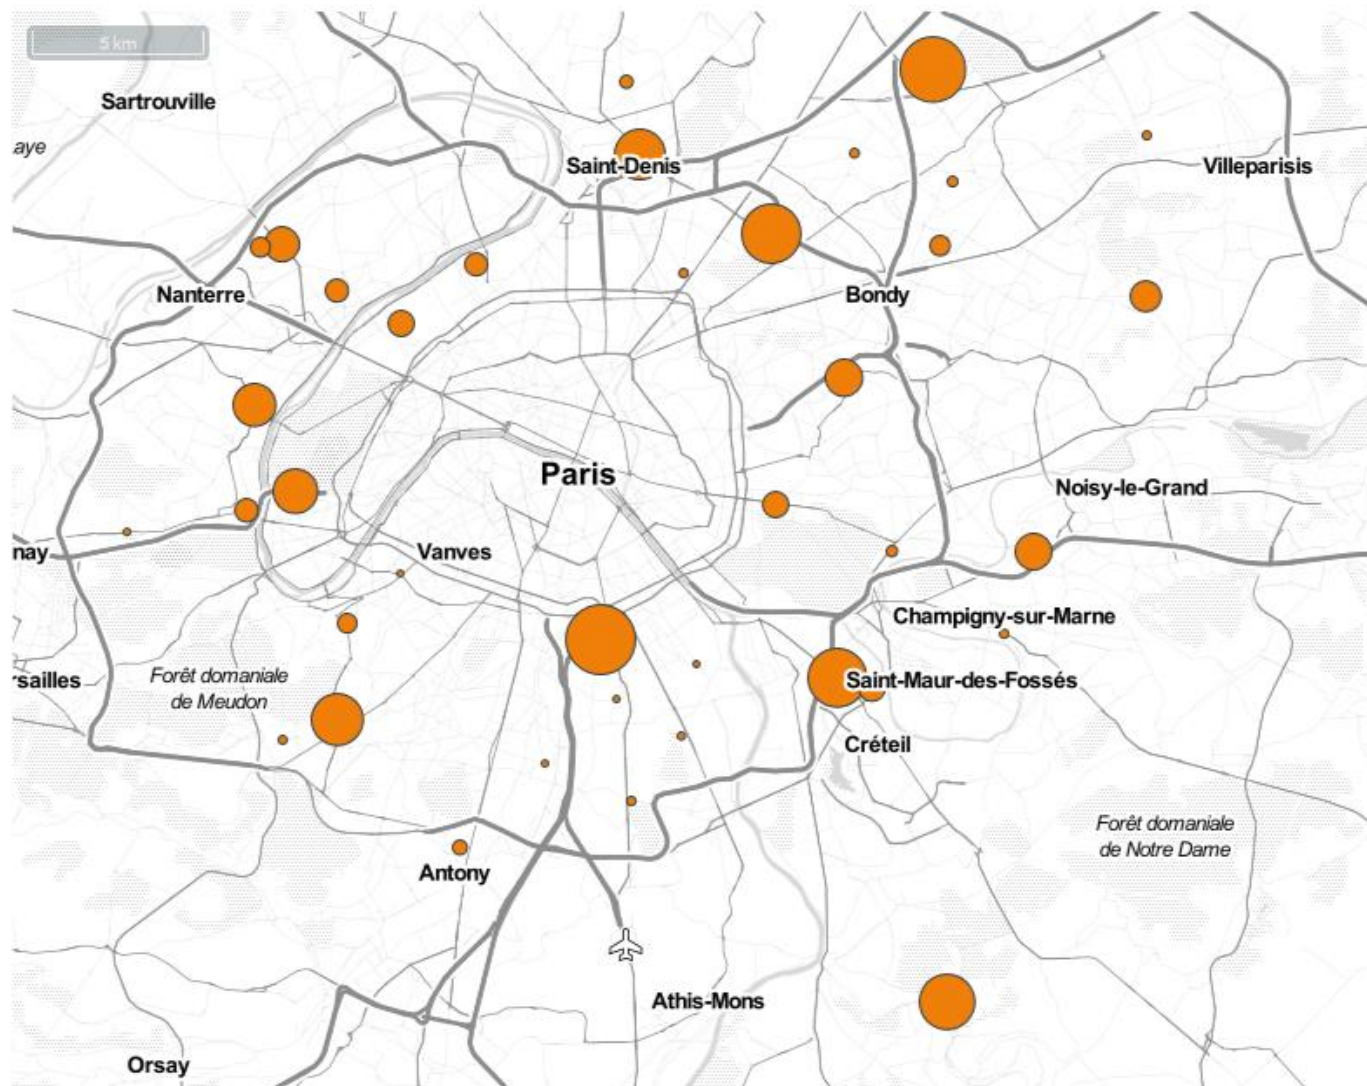 5 km
Sartrouville
aye
Saint-Denis
Villeparisis
Nanterre
Bondy
Paris
Noisy-le-Grand
nay
Vanves
Champigny-sur-Marne
rsailles
Forêt domaniale
de Meudon
Saint-Maur-des-Fossés
Créteil
Forêt domaniale
de Notre Dame
Antony
Athis-Mons
Orsay